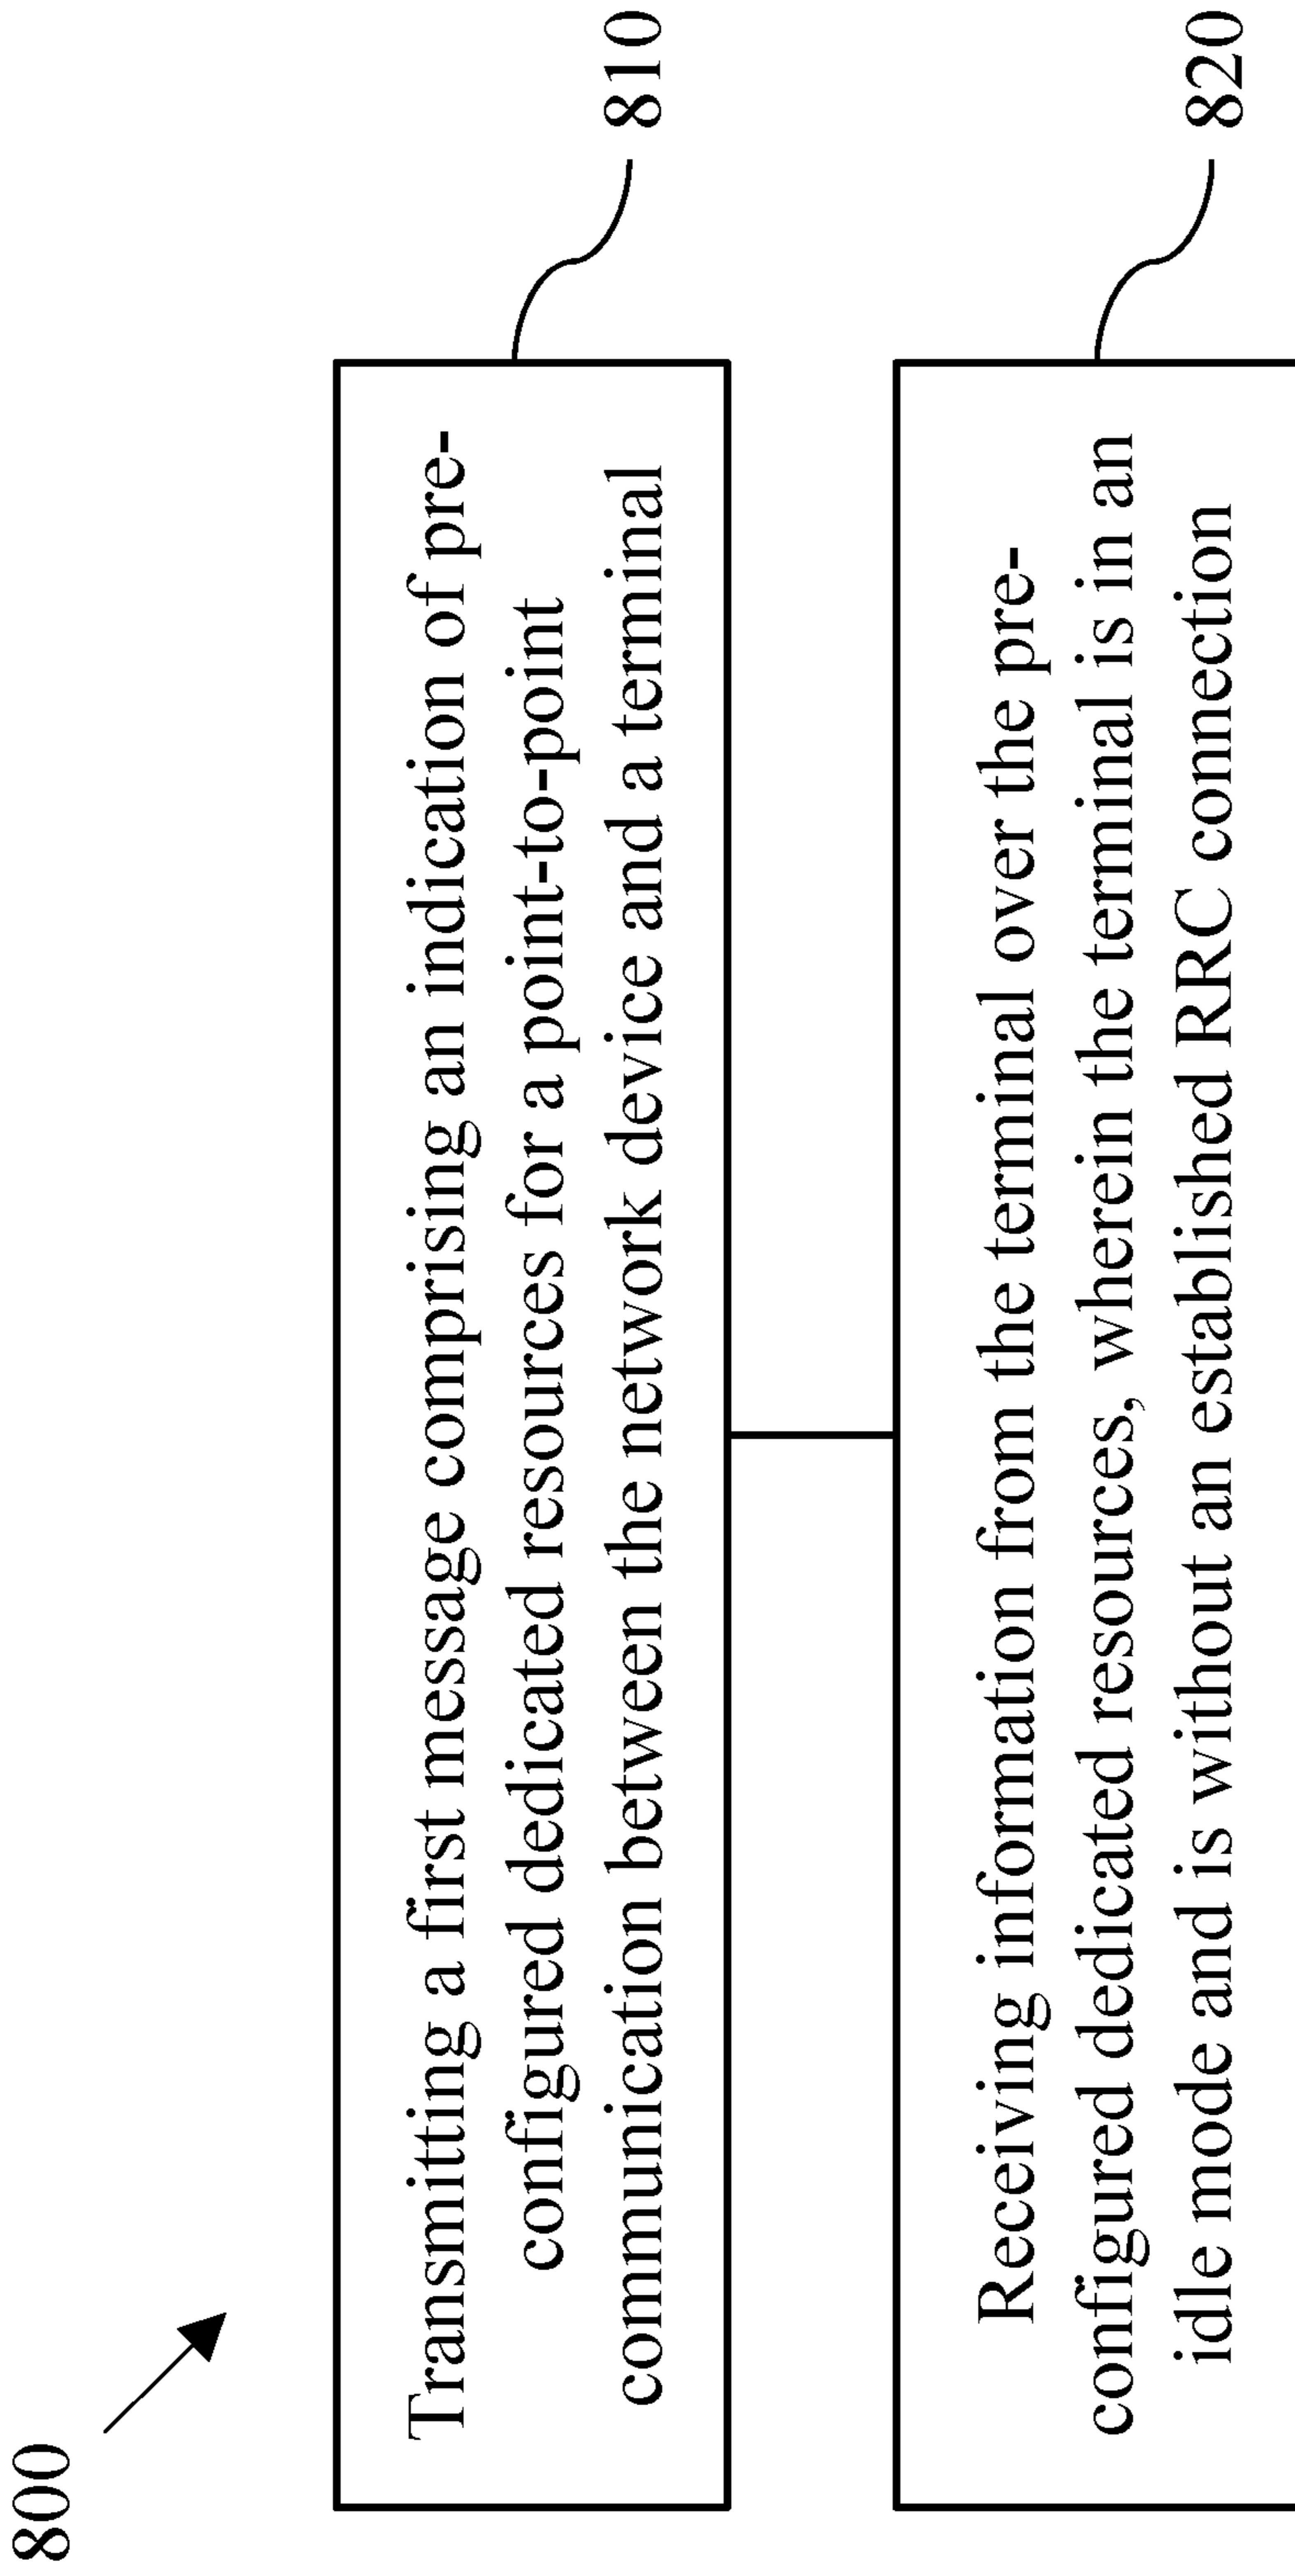 800
Transmitting a first message comprising an indication of pre-
configured dedicated resources for a point-to-point
communication between the network device and a terminal
810
Receiving information from the terminal over the pre-
configured dedicated resources, wherein the terminal is in an
idle mode and is without an established RRC connection
820